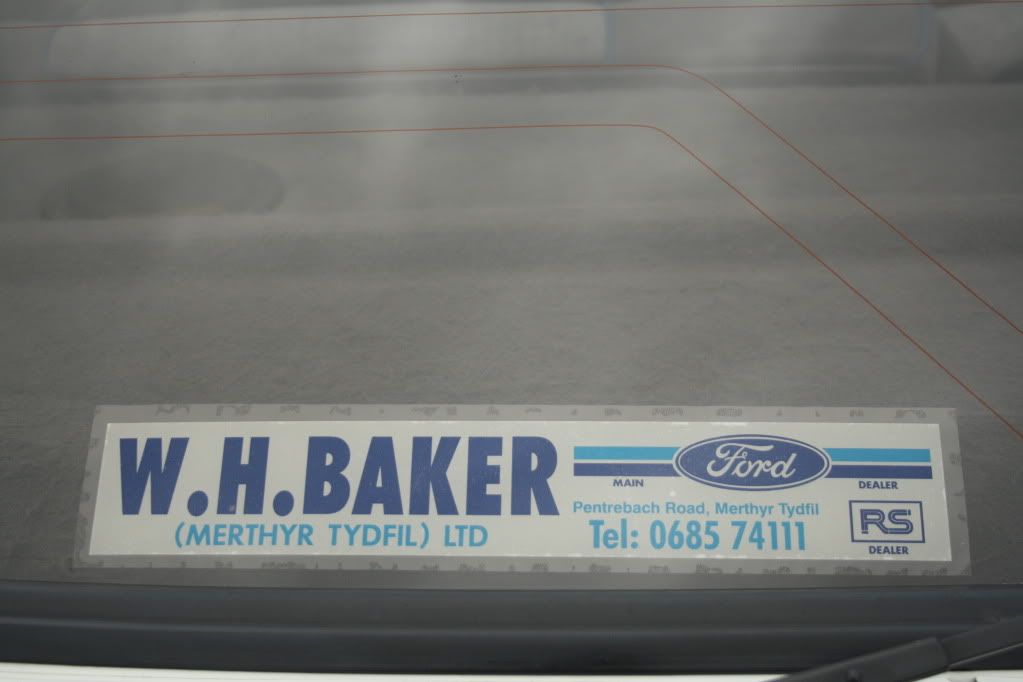 W.H.BAKER
(MERTHYR TYDFIL) LTD
Ford
MAIN DEALER
Pentrebach Road, Merthyr Tydfil
Tel: 0685 74111
RS
DEALER